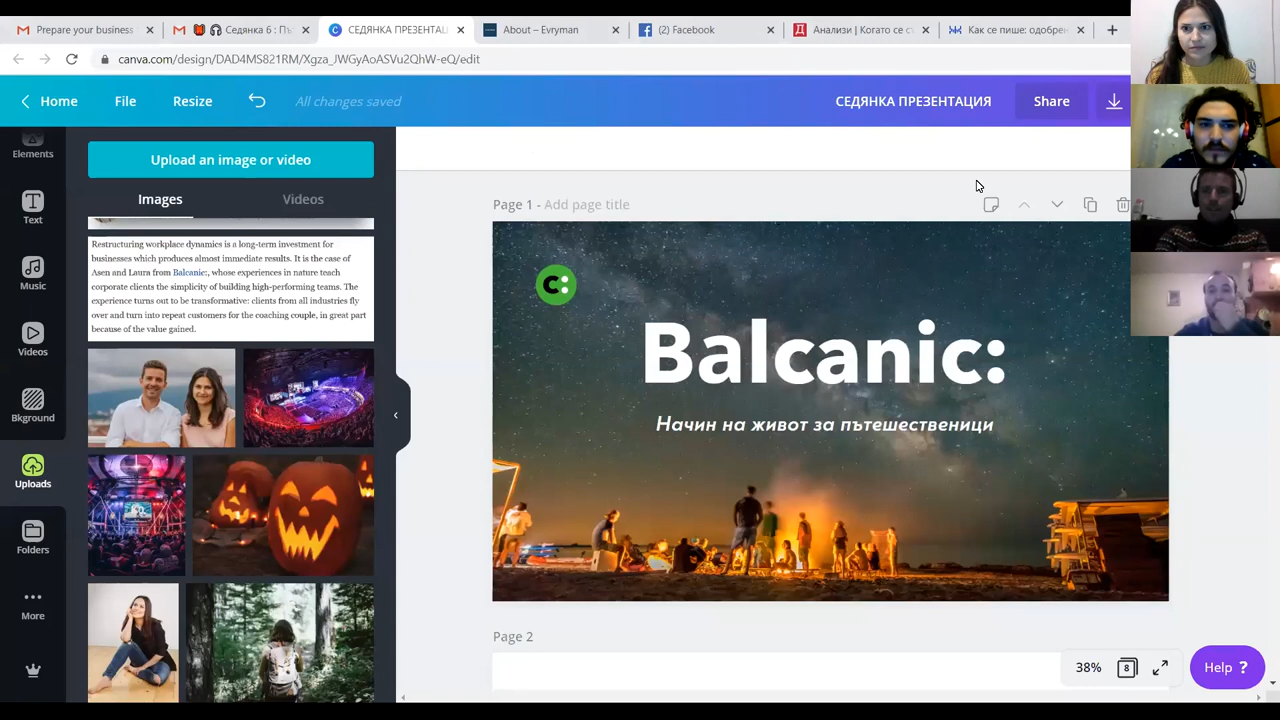 Prepare your business
Седянка 6 : Пъ
СЕДЯНКА ПРЕЗЕНТАЦ
About – Evryman
Facebook
Анализи | Когато се с
Как се пише: одобрен
canva.com/design/DAD4MS821RM/Xgza_JWGyAoASVu2QhW-eQ/edit
Home
File
Resize
All changes saved
СЕДЯНКА ПРЕЗЕНТАЦИЯ
Share
Elements
Text
Music
Videos
Bkground
Uploads
Folders
More
Upload an image or video
Images
Videos
Restructuring workplace dynamics is a long-term investment for
businesses which produces almost immediate results. It is the case of
Asen and Laura from Balcanic:, whose experiences in nature teach
corporate clients the simplicity of building high-performing teams. The
experience turns out to be transformative: clients from all industries fly
over and turn into repeat customers for the coaching couple, in great part
because of the value gained.
Page 1 - Add page title
c:
Balcanic:
Начин на живот за пътешественици
Page 2
38%
8
Help ?